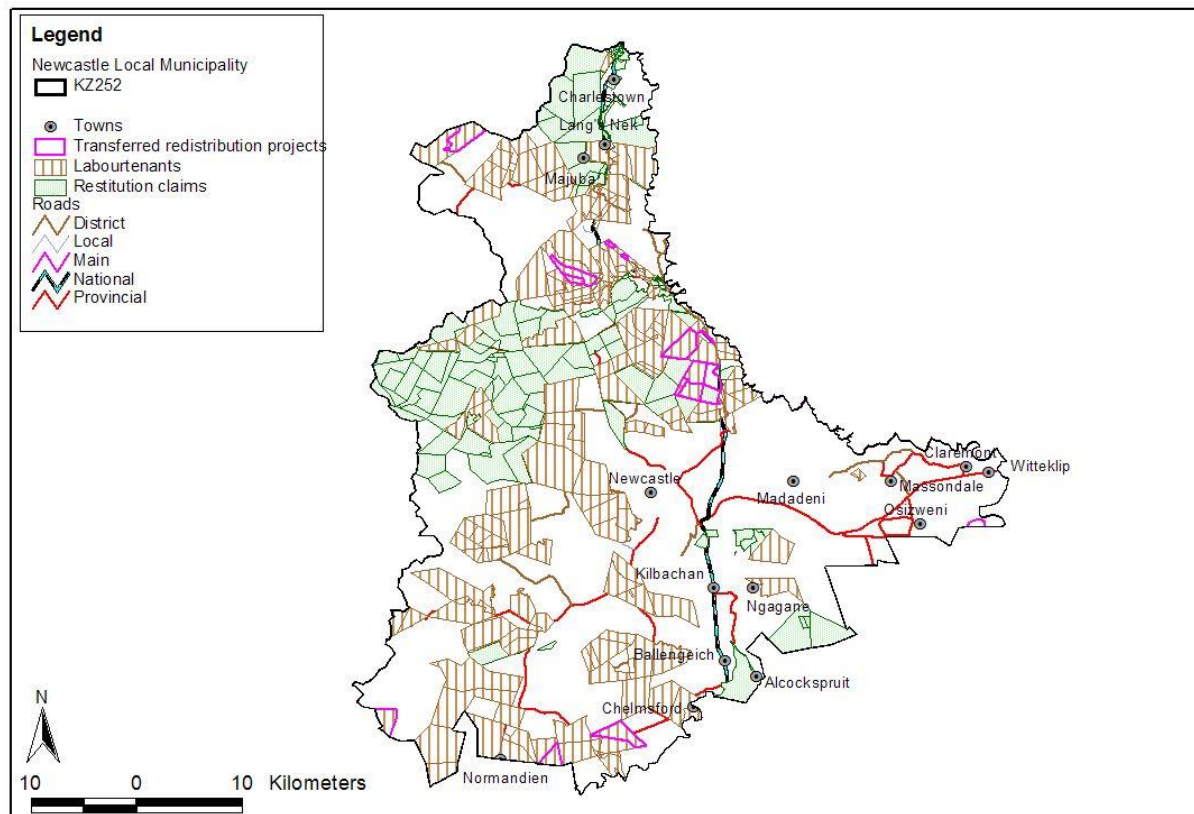 Legend
Newcastle Local Municipality
KZ252
Towns
Transferred redistribution projects
Labourtenants
Restitution claims
Roads
District
Local
Main
National
Provincial
Charlestown
Lang's Nek
Majuba
Claremont
Witteklip
Newcastle
Madadeni
Massondale
Osizweni
Kilbachan
Ngagane
Ballengeich
Alcockspruit
Chelmsford
Normandien
N
10 0 10 Kilometers